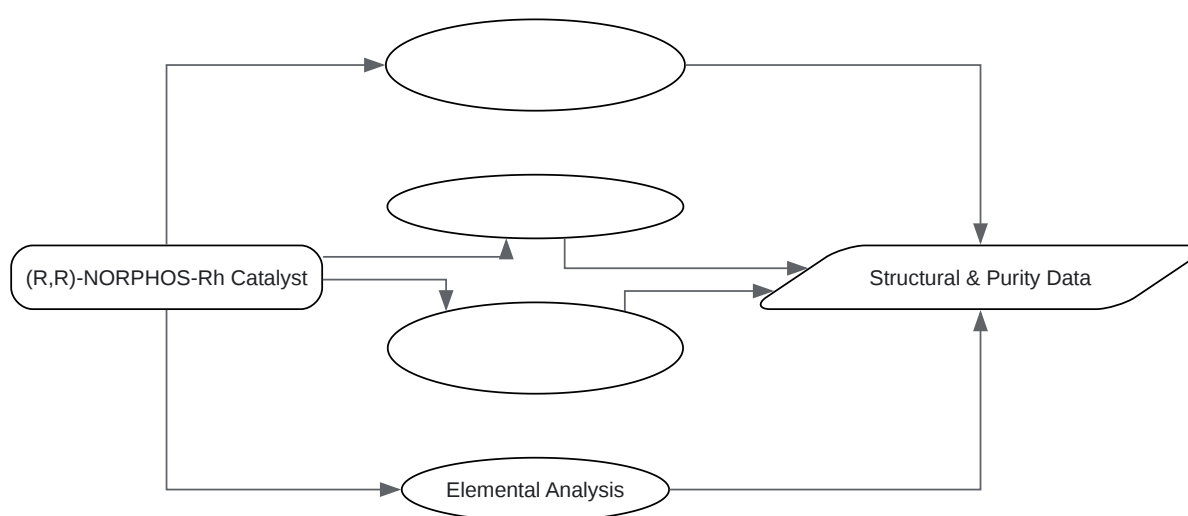 (R,R)-NORPHOS-Rh Catalyst
Structural & Purity Data
Elemental Analysis